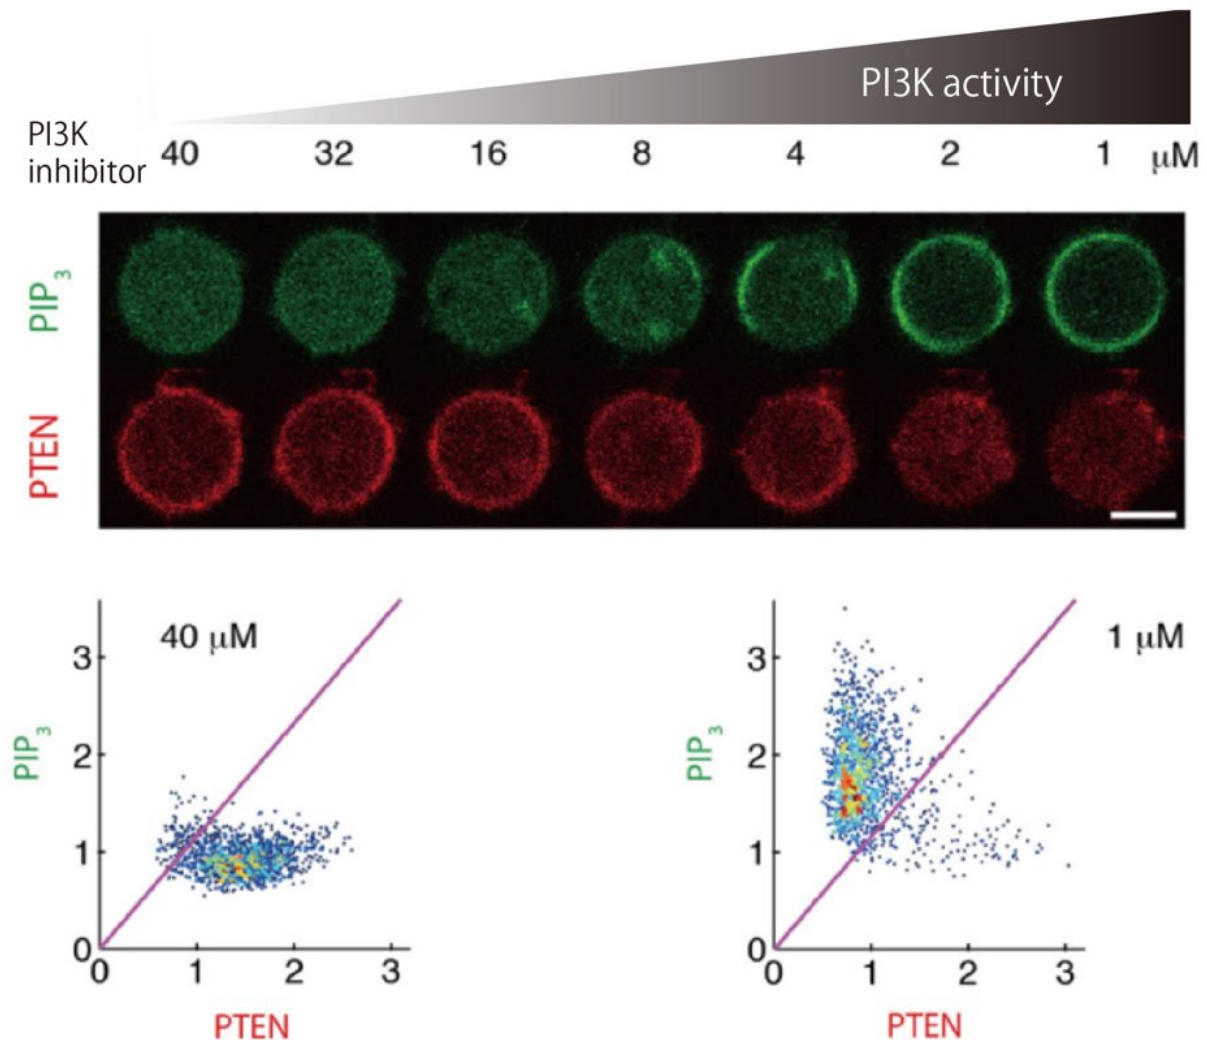 PI3K activity
PI3K
inhibitor
40 32 16 8 4 2 1 μM
PIP3
PTEN
40 μM
3
2
1
0
0 1 2 3
PIP3
PTEN
1 μM
3
2
1
0
0 1 2 3
PIP3
PTEN